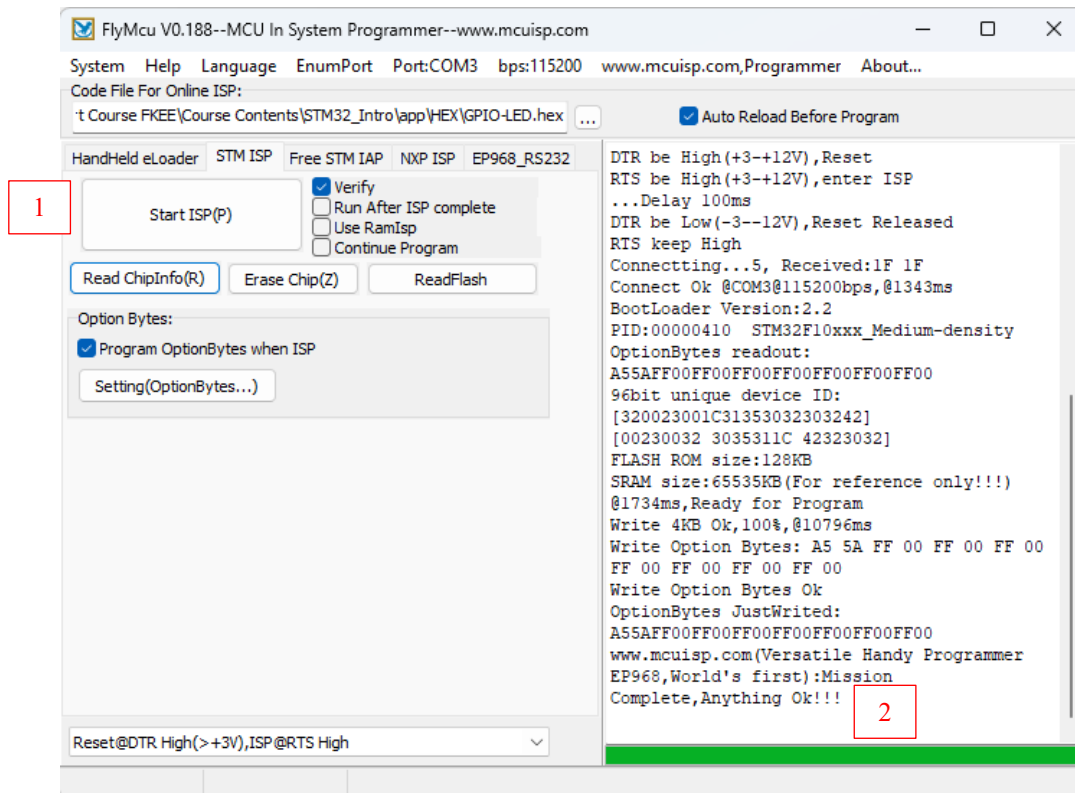 FlyMcu V0.188--MCU In System Programmer--www.mcuisp.com
System Help Language EnumPort Port:COM3 bps:115200 www.mcuisp.com,Programmer About...
Code File For Online ISP:
t Course FKEE\Course Contents\STM32_Intro\app\HEX\GPIO-LED.hex ... Auto Reload Before Program
HandHeld eLoader STM ISP Free STM IAP NXP ISP EP968_RS232
1
Start ISP(P)
Verify
Run After ISP complete
Use RamIsp
Continue Program
Read ChipInfo(R) Erase Chip(Z) ReadFlash
Option Bytes:
Program OptionBytes when ISP
Setting(OptionBytes...)
Reset@DTR High(>+3V),ISP@RTS High
DTR be High(+3-+12V),Reset
RTS be High(+3-+12V),enter ISP
...Delay 100ms
DTR be Low(-3--12V),Reset Released
RTS keep High
Connectting...5, Received:1F 1F
Connect Ok @COM3@115200bps,@1343ms
BootLoader Version:2.2
PID:00000410 STM32F10xxx_Medium-density
OptionBytes readout:
A55AFF00FF00FF00FF00FF00FF00FF00
96bit unique device ID:
[320023001C31353032303242]
[00230032 3035311C 42323032]
FLASH ROM size:128KB
SRAM size:65535KB(For reference only!!!)
@1734ms,Ready for Program
Write 4KB Ok,100%,@10796ms
Write Option Bytes: A5 5A FF 00 FF 00 FF 00
FF 00 FF 00 FF 00 FF 00
Write Option Bytes Ok
OptionBytes JustWrited:
A55AFF00FF00FF00FF00FF00FF00FF00
www.mcuisp.com(Versatile Handy Programmer
EP968,World's first):Mission
Complete,Anything Ok!!!
2